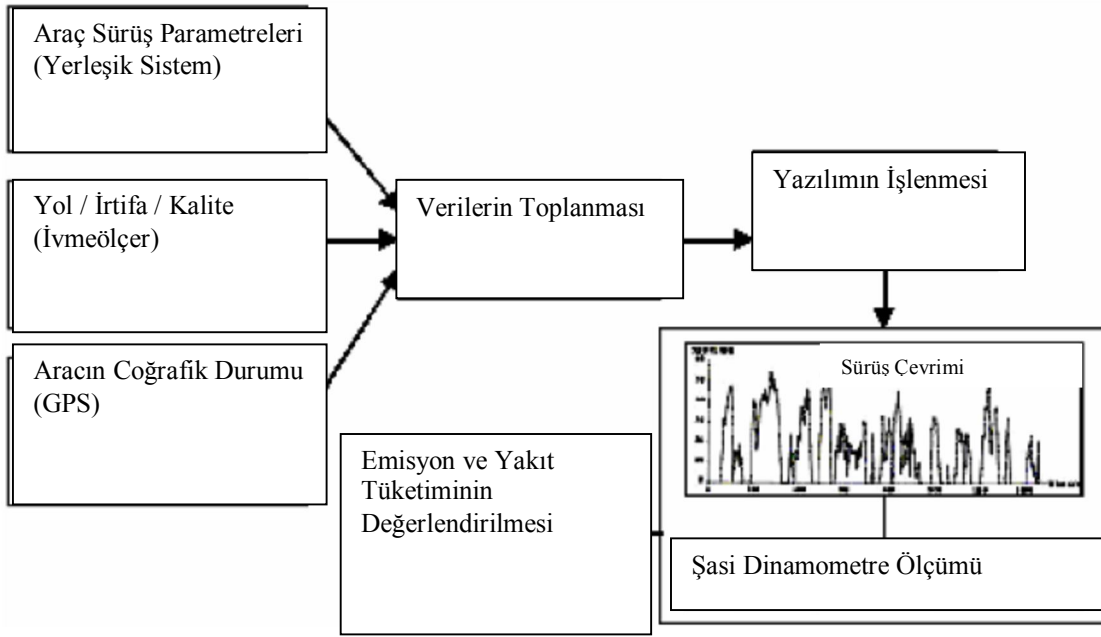 Araç Sürüş Parametreleri
(Yerleşik Sistem)
Yol / İrtifa / Kalite
(İvmeölçer)
Aracın Coğrafik Durumu
(GPS)
Verilerin Toplanması
Yazılımın İşlenmesi
Sürüş Çevrimi
Şasi Dinamometre Ölçümü
Emisyon ve Yakıt
Tüketiminin
Değerlendirilmesi